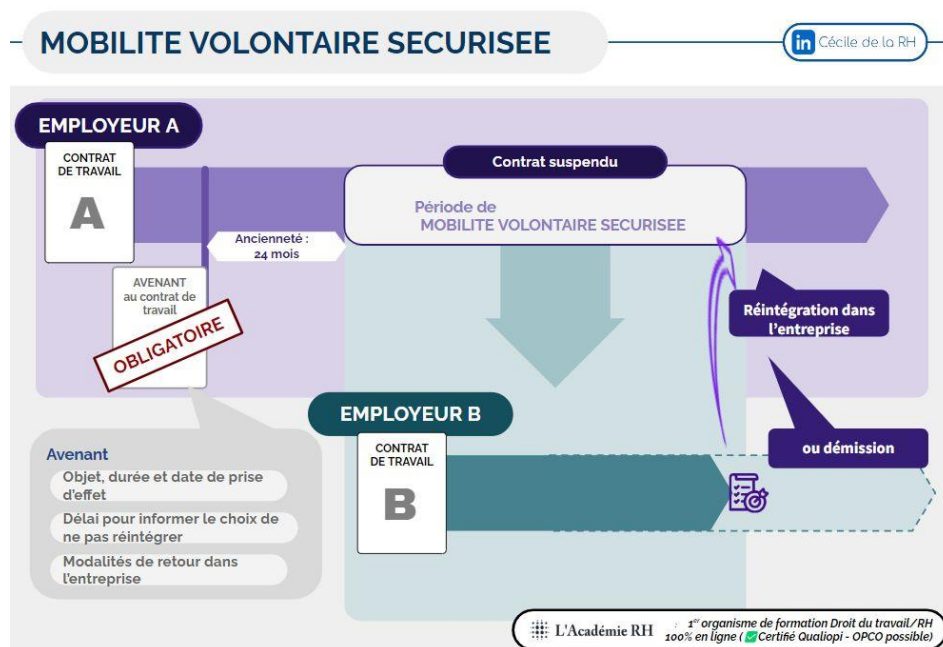 MOBILITE VOLONTAIRE SECURISEE
in Cécile de la RH
EMPLOYEUR A
CONTRAT
DE TRAVAIL
A
Contrat suspendu
Période de
MOBILITE VOLONTAIRE SECURISEE
Ancienneté :
24 mois
AVENANT
au contrat de
travail
OBLIGATOIRE
Réintégration dans
l'entreprise
EMPLOYEUR B
CONTRAT
DE TRAVAIL
B
ou démission
Avenant
Objet, durée et date de prise
d'effet
Délai pour informer le choix de
ne pas réintégrer
Modalités de retour dans
l'entreprise
L'Académie RH
: 1er organisme de formation Droit du travail/RH
100% en ligne ( ✅ Certifié Qualiopi - OPCO possible)